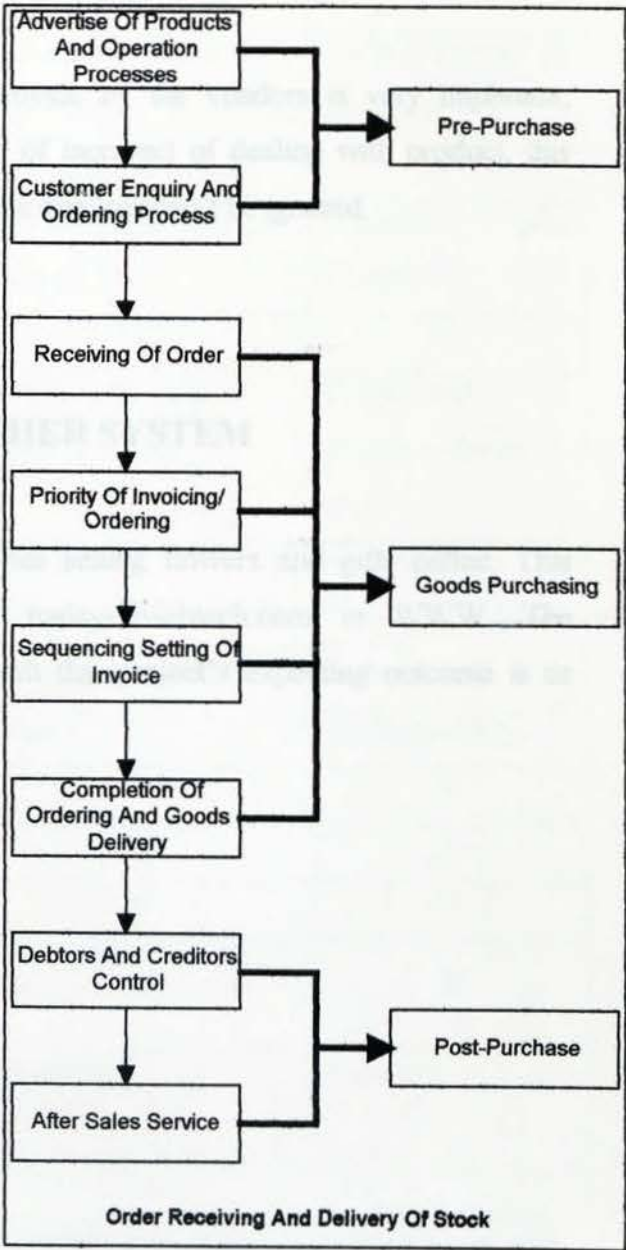 Advertise Of Products
And Operation
Processes
Pre-Purchase
Customer Enquiry And
Ordering Process
Receiving Of Order
Priority Of Invoicing/
Ordering
Goods Purchasing
Sequencing Setting Of
Invoice
Completion Of
Ordering And Goods
Delivery
Debtors And Creditors
Control
Post-Purchase
After Sales Service
Order Receiving And Delivery Of Stock